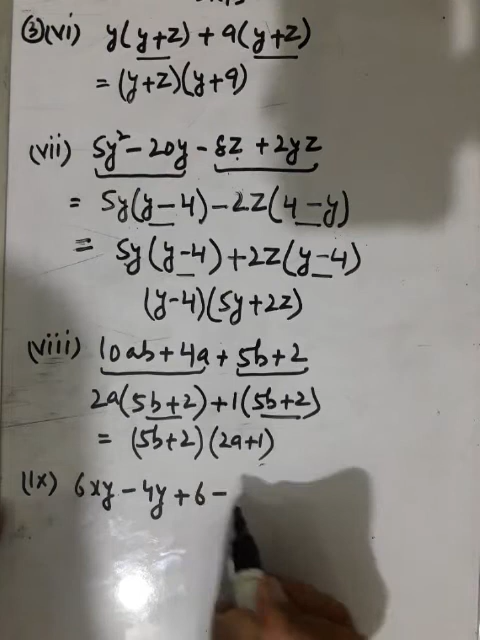 ③(vi) y(y+z) + 9(y+z)
= (y+z)(y+9)
(vii) 5y² - 20y - 8z + 2yz
= 5y(y-4) - 2z(4-y)
= 5y(y-4) + 2z(y-4)
(y-4)(5y+2z)
(viii) 10ab + 4a + 5b + 2
2a(5b+2) + 1(5b+2)
= (5b+2)(2a+1)
(ix) 6xy - 4y + 6 -